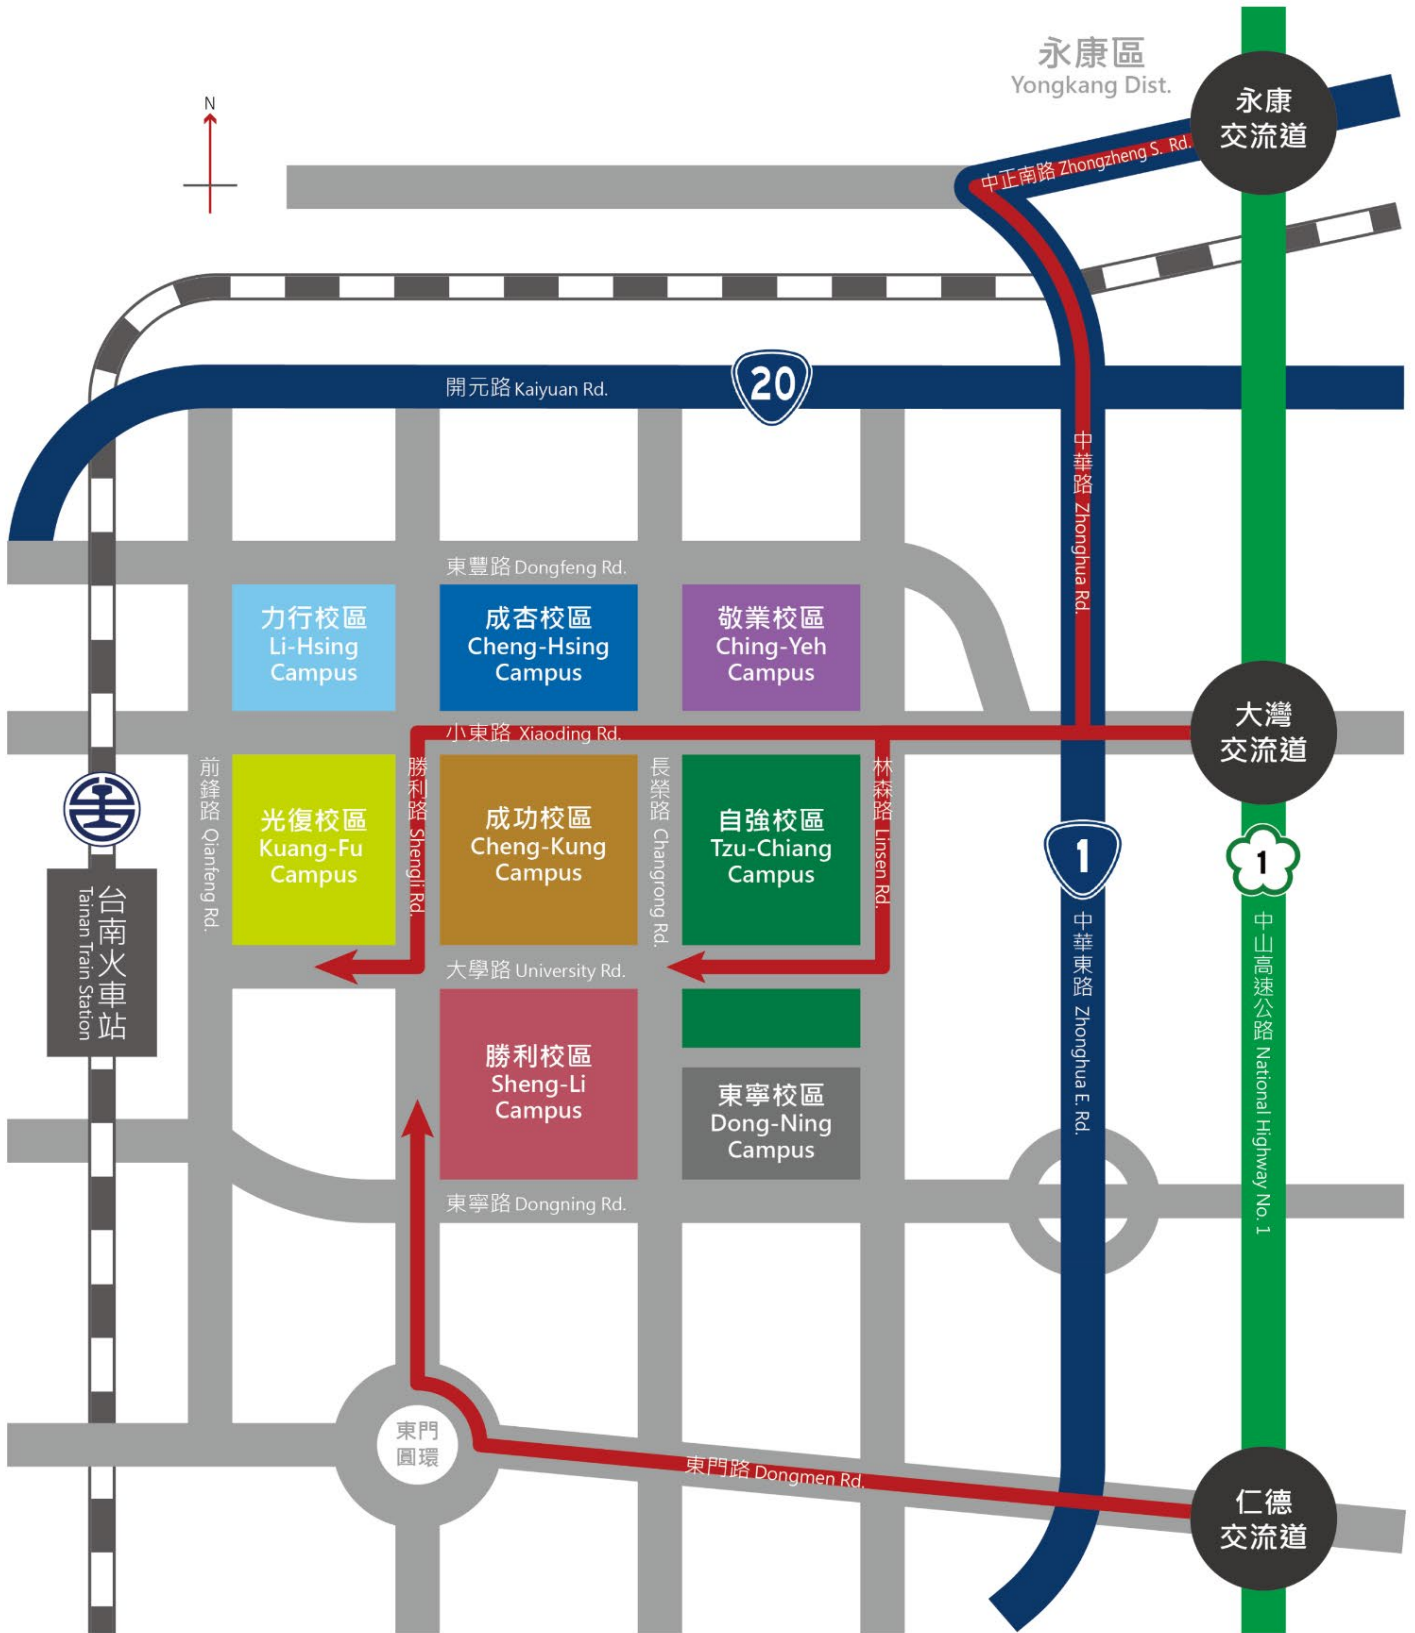 永康區
Yongkang Dist.
永康
交流道
N
中正南路 Zhongzheng S. Rd.
開元路 Kaiyuan Rd.
20
中華路 Zhonghua Rd.
東豐路 Dongfeng Rd.
力行校區
Li-Hsing
Campus
成杏校區
Cheng-Hsing
Campus
敬業校區
Ching-Yeh
Campus
小東路 Xiaoding Rd.
大灣
交流道
前鋒路 Qianfeng Rd.
光復校區
Kuang-Fu
Campus
勝利路 Shengli Rd.
成功校區
Cheng-Kung
Campus
長榮路 Changrong Rd.
自強校區
Tzu-Chiang
Campus
林森路 Linsen Rd.
1
1
台南火車站
Tainan Train Station
中華東路 Zhonghua E. Rd.
中山高速公路 National Highway No. 1
大學路 University Rd.
勝利校區
Sheng-Li
Campus
東寧校區
Dong-Ning
Campus
東寧路 Dongning Rd.
東門
圓環
東門路 Dongmen Rd.
仁德
交流道